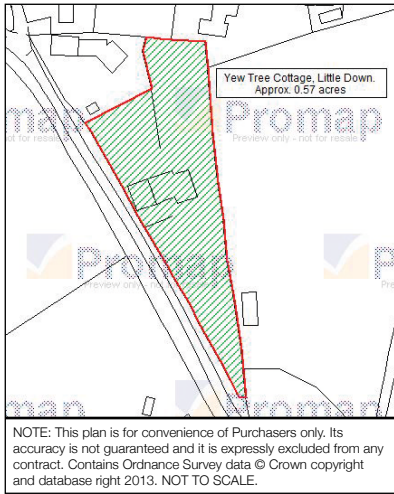 Yew Tree Cottage, Little Down.
Approx. 0.57 acres
map
Promap
not for resale
Preview only - not for resale
Promap
P
Preview only - not for resale
map
Promap
NOTE: This plan is for convenience of Purchasers only. Its
accuracy is not guaranteed and it is expressly excluded from any
contract. Contains Ordnance Survey data © Crown copyright
and database right 2013. NOT TO SCALE.